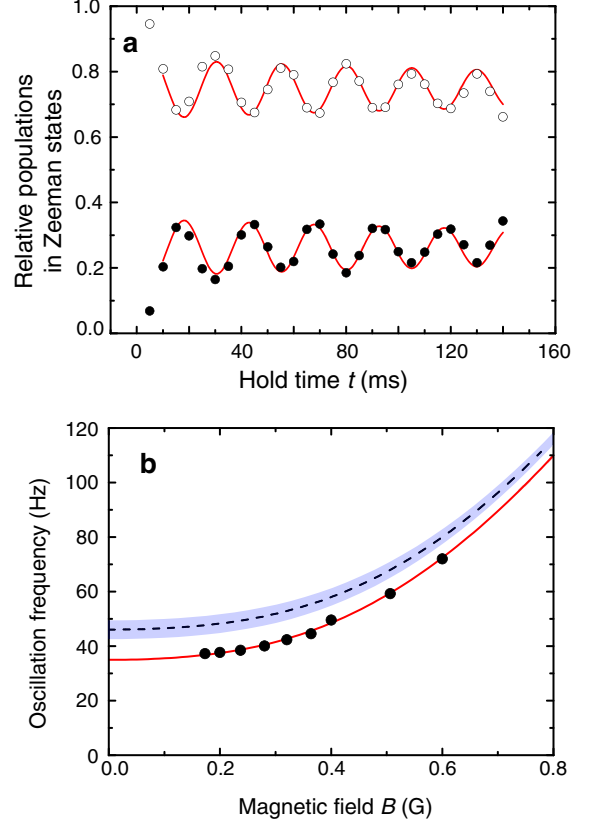 a
1.0
0.8
0.6
0.4
0.2
0.0
Relative populations
in Zeeman states
0 40 80 120 160
Hold time t (ms)
b
120
100
80
60
40
20
0
Oscillation frequency (Hz)
0.0 0.2 0.4 0.6 0.8
Magnetic field B (G)